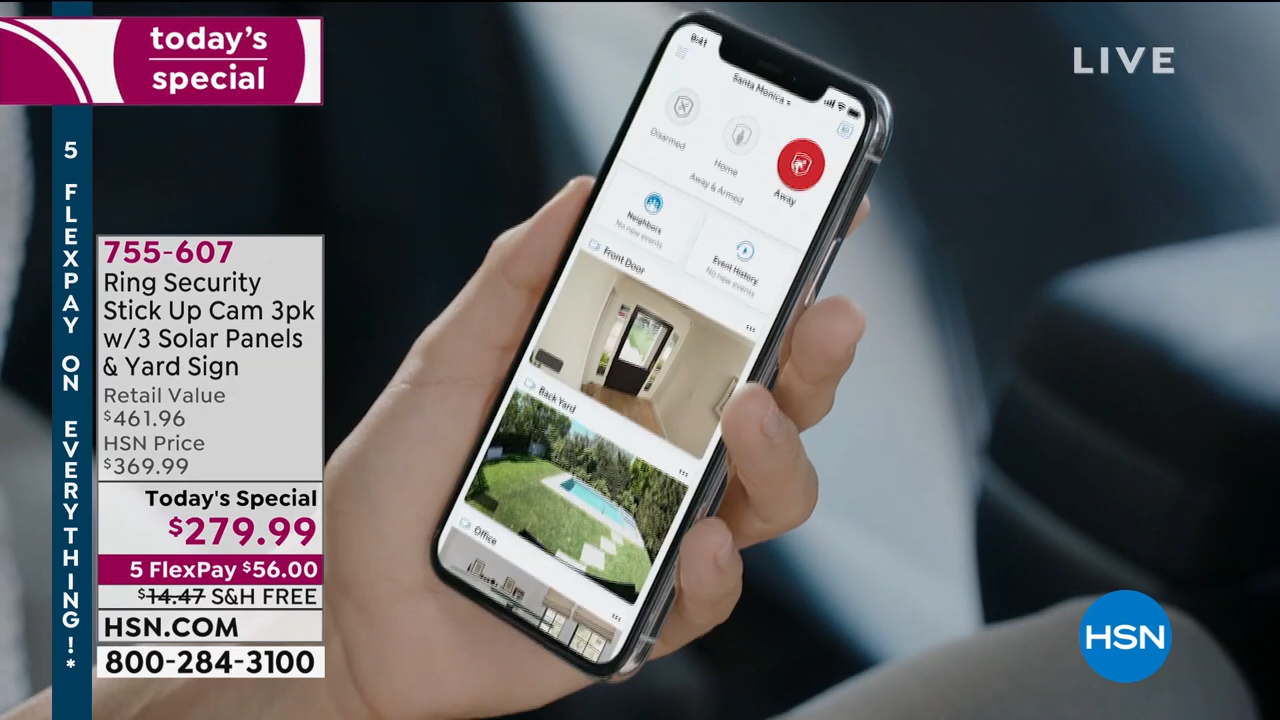 today's
special
LIVE
5 FLEXPAY ON EVERYTHING!*
755-607
Ring Security
Stick Up Cam 3pk
w/3 Solar Panels
& Yard Sign
Retail Value
$461.96
HSN Price
$369.99
Today's Special
$279.99
5 FlexPay $56.00
$14.47 S&H FREE
HSN.COM
800-284-3100
9:41
Santa Monica
Disarmed
Home
Away
Away & Armed
Neighbors
No new events
Event History
No new events
Front Door
Back Yard
Office
HSN